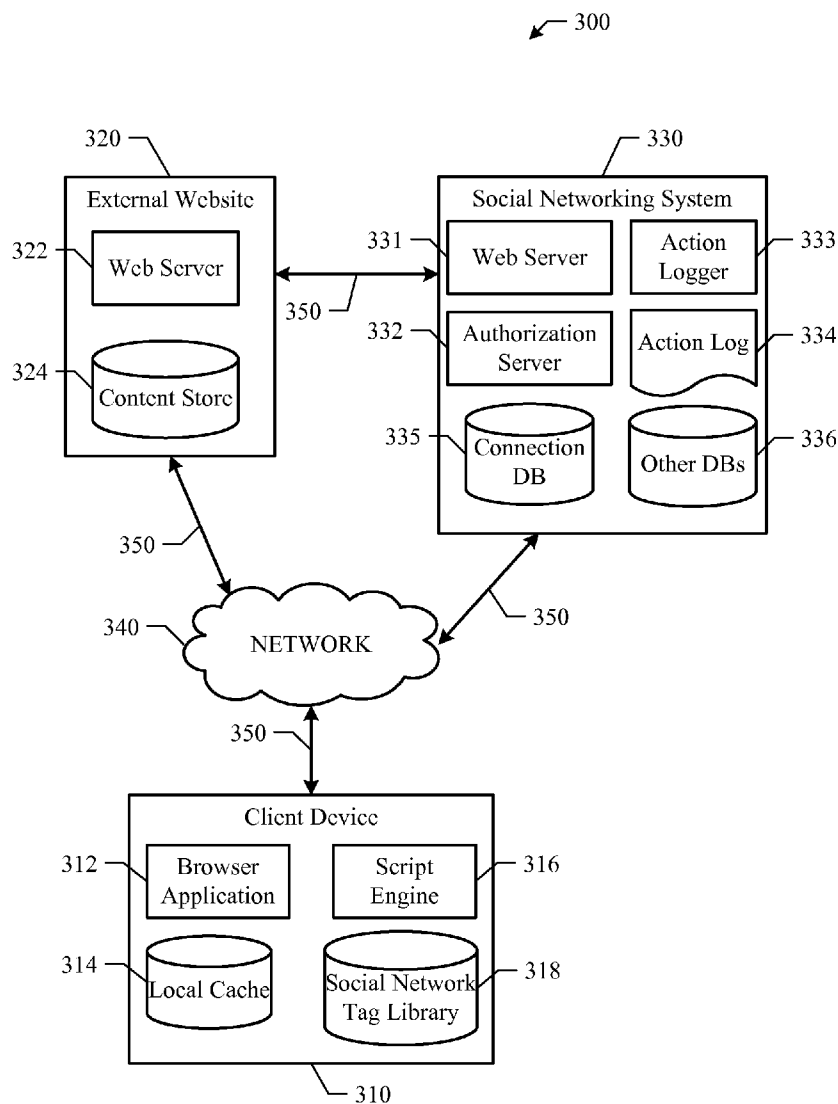 300
320
External Website
322
Web Server
324
Content Store
350
330
Social Networking System
331
Web Server
333
Action
Logger
332
Authorization
Server
334
Action Log
335
Connection
DB
336
Other DBs
350
350
340
NETWORK
350
Client Device
312
Browser
Application
316
Script
Engine
314
Local Cache
318
Social Network
Tag Library
310